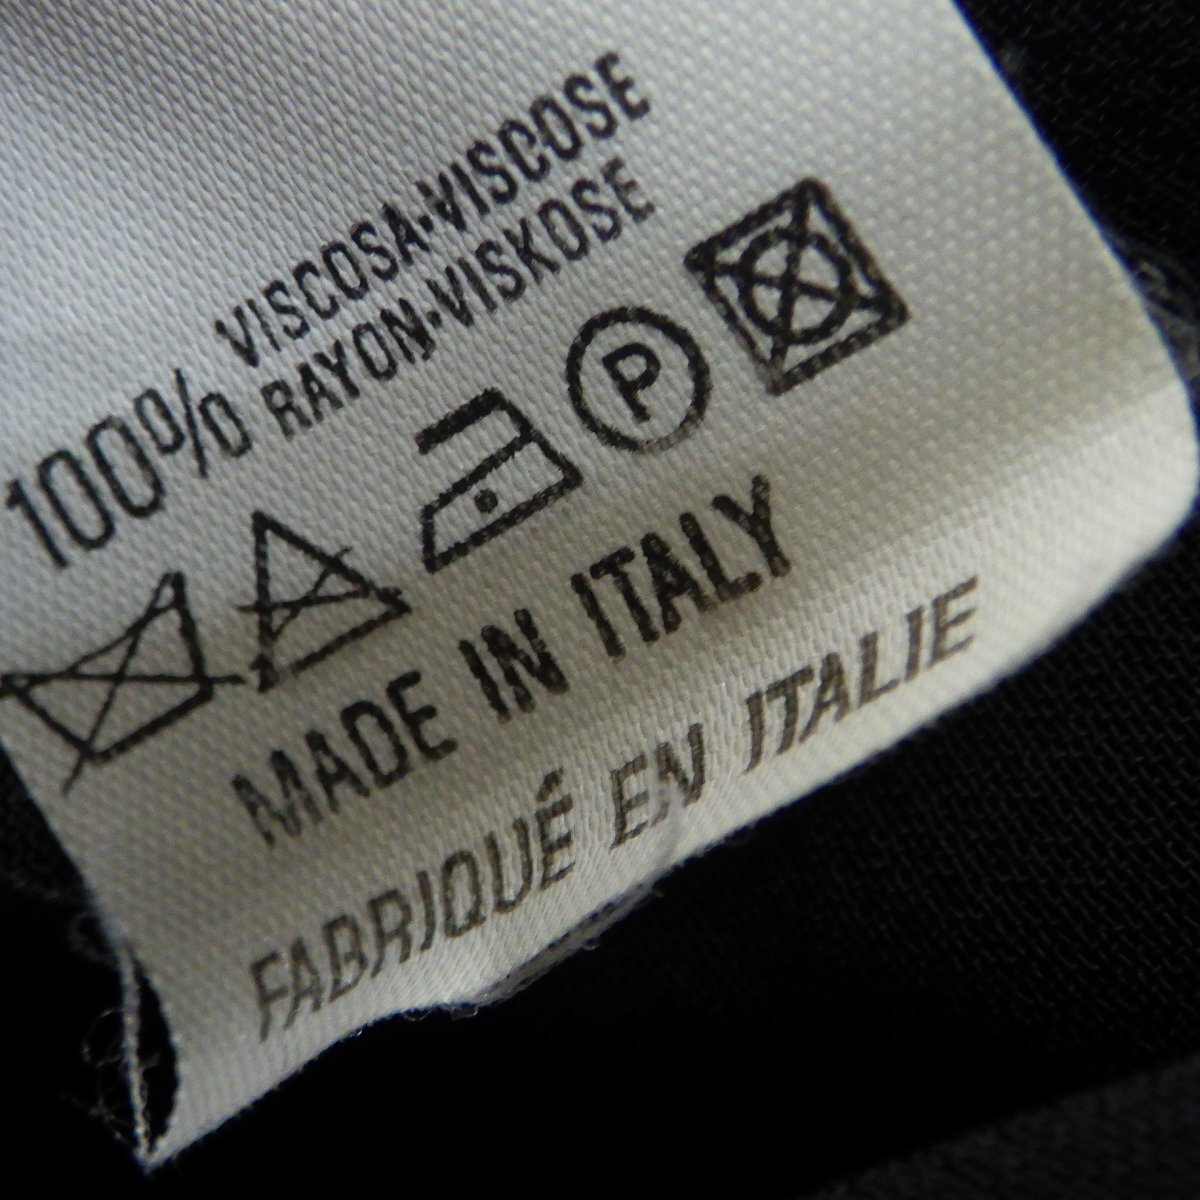 100% VISCOSA·VISCOSE
RAYON·VISKOSE
P
MADE IN ITALY
FABRIQUÉ EN ITALIE